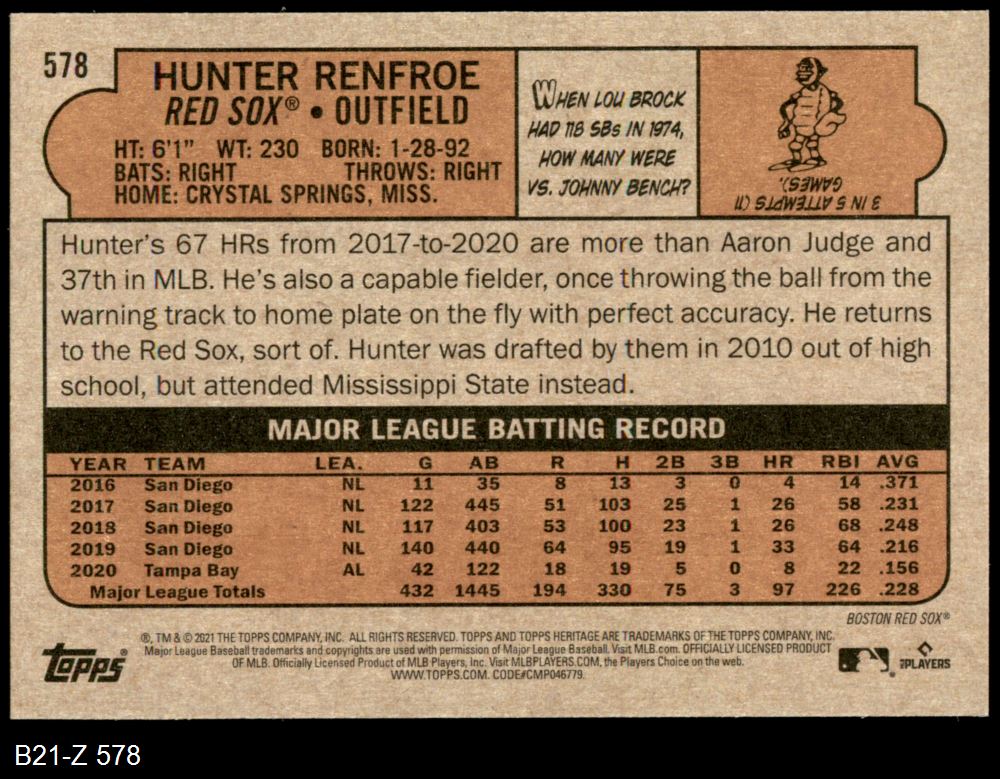 578
HUNTER RENFROE
RED SOX® • OUTFIELD
HT: 6'1" WT: 230 BORN: 1-28-92
BATS: RIGHT THROWS: RIGHT
HOME: CRYSTAL SPRINGS, MISS.
WHEN LOU BROCK
HAD 118 SBs IN 1974,
HOW MANY WERE
VS. JOHNNY BENCH?
3 IN 5 ATTEMPTS (11
GAMES).
Hunter's 67 HRs from 2017-to-2020 are more than Aaron Judge and
37th in MLB. He's also a capable fielder, once throwing the ball from the
warning track to home plate on the fly with perfect accuracy. He returns
to the Red Sox, sort of. Hunter was drafted by them in 2010 out of high
school, but attended Mississippi State instead.
MAJOR LEAGUE BATTING RECORD
YEAR TEAM LEA. G AB R H 2B 3B HR RBI AVG
2016 San Diego NL 11 35 8 13 3 0 4 14 .371
2017 San Diego NL 122 445 51 103 25 1 26 58 .231
2018 San Diego NL 117 403 53 100 23 1 26 68 .248
2019 San Diego NL 140 440 64 95 19 1 33 64 .216
2020 Tampa Bay AL 42 122 18 19 5 0 8 22 .156
Major League Totals 432 1445 194 330 75 3 97 226 .228
BOSTON RED SOX®
®, TM & © 2021 THE TOPPS COMPANY, INC. ALL RIGHTS RESERVED. TOPPS AND TOPPS HERITAGE ARE TRADEMARKS OF THE TOPPS COMPANY, INC.
Major League Baseball trademarks and copyrights are used with permission of Major League Baseball. Visit MLB.com. OFFICIALLY LICENSED PRODUCT
OF MLB. Officially Licensed Product of MLB Players, Inc. Visit MLBPLAYERS.COM, the Players Choice on the web.
WWW.TOPPS.COM. CODE#CMP046779.
Topps®
PLAYERS
B21-Z 578